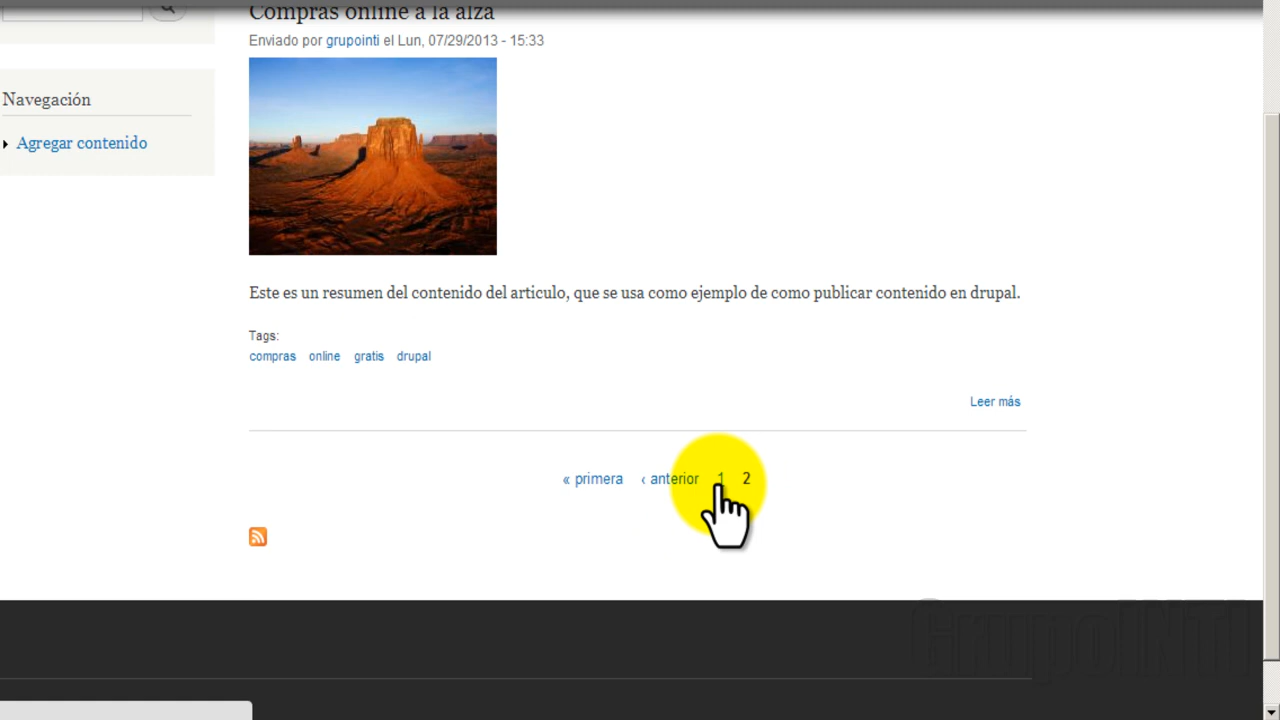 Compras online a la alza
Enviado por grupointi el Lun, 07/29/2013 - 15:33
Navegación
Agregar contenido
Este es un resumen del contenido del articulo, que se usa como ejemplo de como publicar contenido en drupal.
Tags:
compras online gratis drupal
Leer más
« primera ‹ anterior 1 2
GrupoINTI